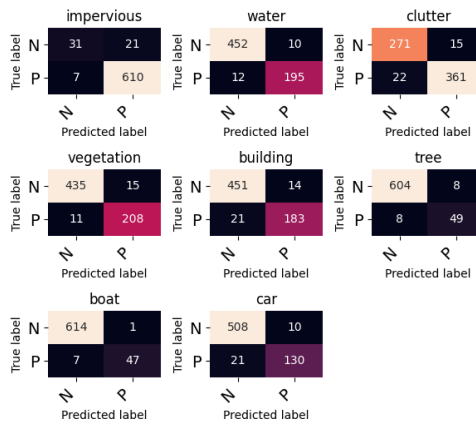 impervious water clutter
True label N 31 21 True label N 452 10 True label N 271 15
P 7 610 P 12 195 P 22 361
N P N P N P
Predicted label Predicted label Predicted label
vegetation building tree
True label N 435 15 True label N 451 14 True label N 604 8
P 11 208 P 21 183 P 8 49
N P N P N P
Predicted label Predicted label Predicted label
boat car
True label N 614 1 True label N 508 10
P 7 47 P 21 130
N P N P
Predicted label Predicted label